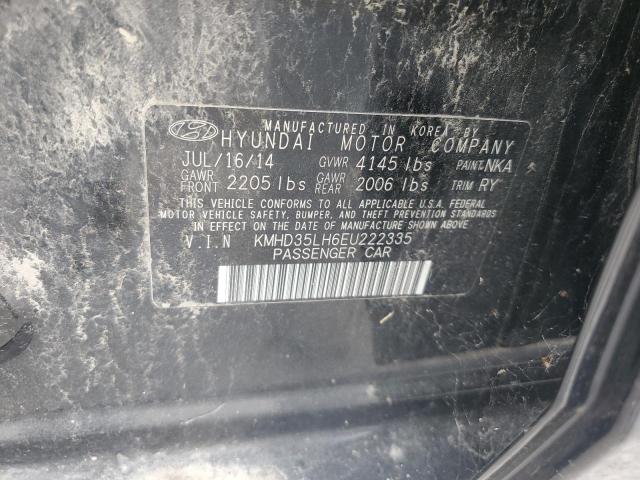 MANUFACTURED IN KOREA BY
HYUNDAI MOTOR COMPANY
JUL/16/14 GVWR 4145 lbs PAINT:NKA
GAWR FRONT 2205 lbs GAWR REAR 2006 lbs TRIM RY
THIS VEHICLE CONFORMS TO ALL APPLICABLE U.S.A. FEDERAL
MOTOR VEHICLE SAFETY, BUMPER, AND THEFT PREVENTION STANDARDS
IN EFFECT ON THE DATE OF MANUFACTURE SHOWN ABOVE.
V.I.N KMHD35LH6EU222335
PASSENGER CAR